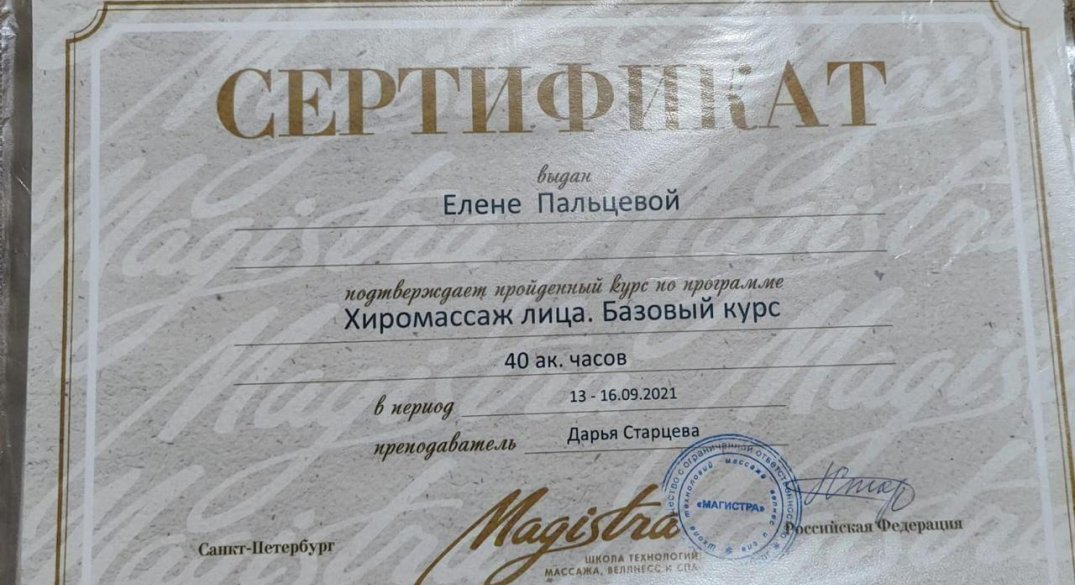 СЕРТИФИКАТ
выдан
Елене Пальцевой
подтверждает пройденный курс по программе
Хиромассаж лица. Базовый курс
40 ак. часов
в период 13 - 16.09.2021
преподаватель Дарья Старцева
Санкт-Петербург
Magistra
ШКОЛА ТЕХНОЛОГИЙ
МАССАЖА, ВЕЛЛНЕСС И СПА
«МАГИСТРА»
Российская Федерация